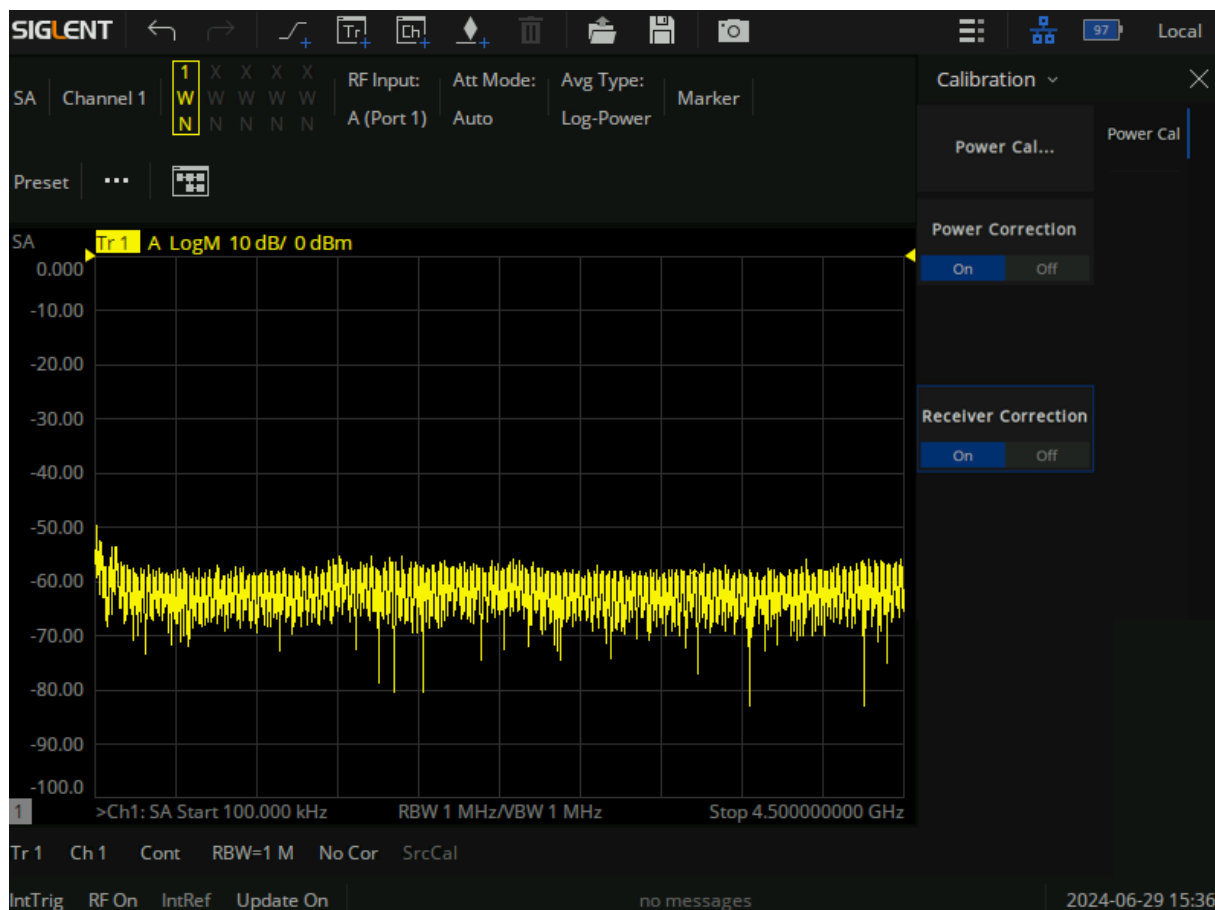 SIGLENT Tr Ch 97 Local
SA Channel 1
1 X X X X
W W W W W
N N N N N
RF Input:
A (Port 1)
Att Mode:
Auto
Avg Type:
Log-Power
Marker
Preset ...
Calibration
Power Cal...
Power Cal
Power Correction
On Off
Receiver Correction
On Off
SA Tr 1 A LogM 10 dB/ 0 dBm
0.000
-10.00
-20.00
-30.00
-40.00
-50.00
-60.00
-70.00
-80.00
-90.00
-100.0
1 >Ch1: SA Start 100.000 kHz RBW 1 MHz/VBW 1 MHz Stop 4.500000000 GHz
Tr 1 Ch 1 Cont RBW=1 M No Cor SrcCal
IntTrig RF On IntRef Update On no messages 2024-06-29 15:36